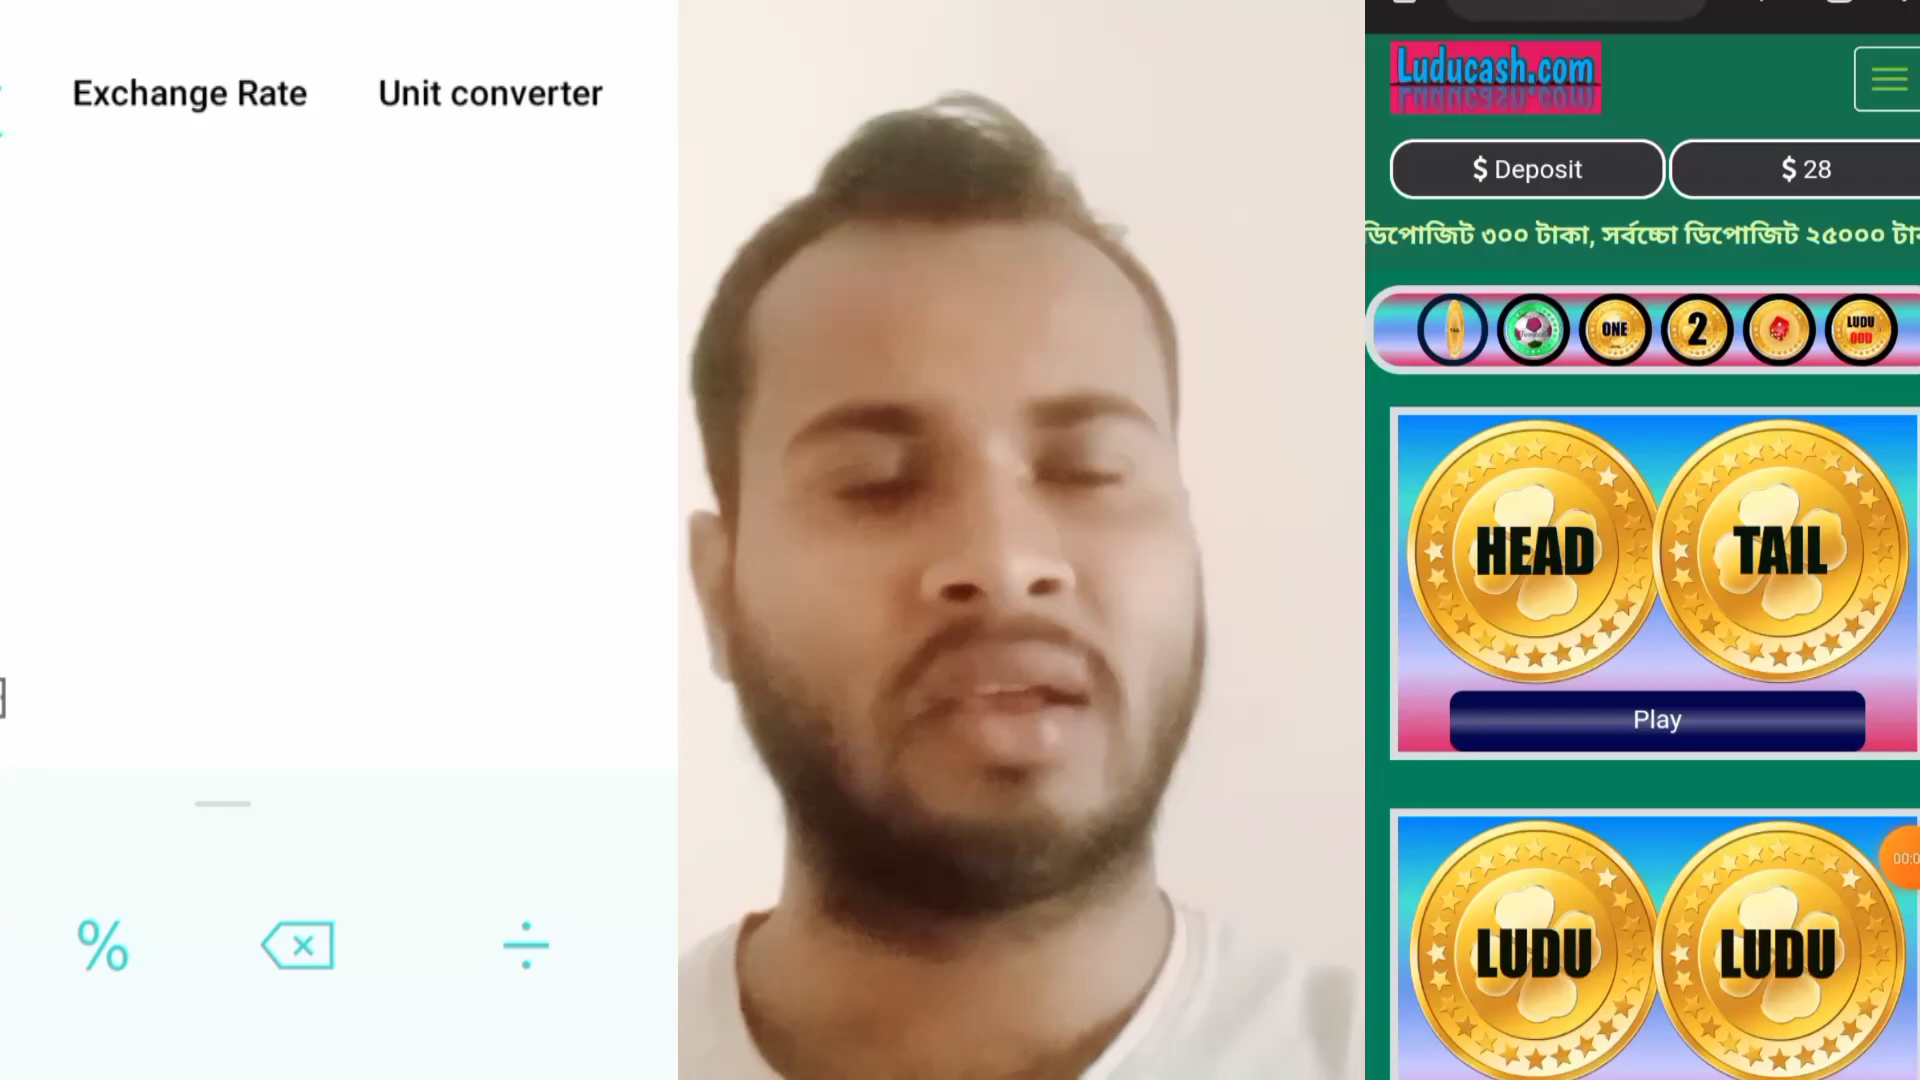 Exchange Rate
Unit converter
%
÷
Luducash.com
$ Deposit
$ 28
ডিপোজিট ৩০০ টাকা, সর্বচ্চো ডিপোজিট ২৫০০০
ONE
2
LUDU
ODD
HEAD
TAIL
Play
LUDU
LUDU